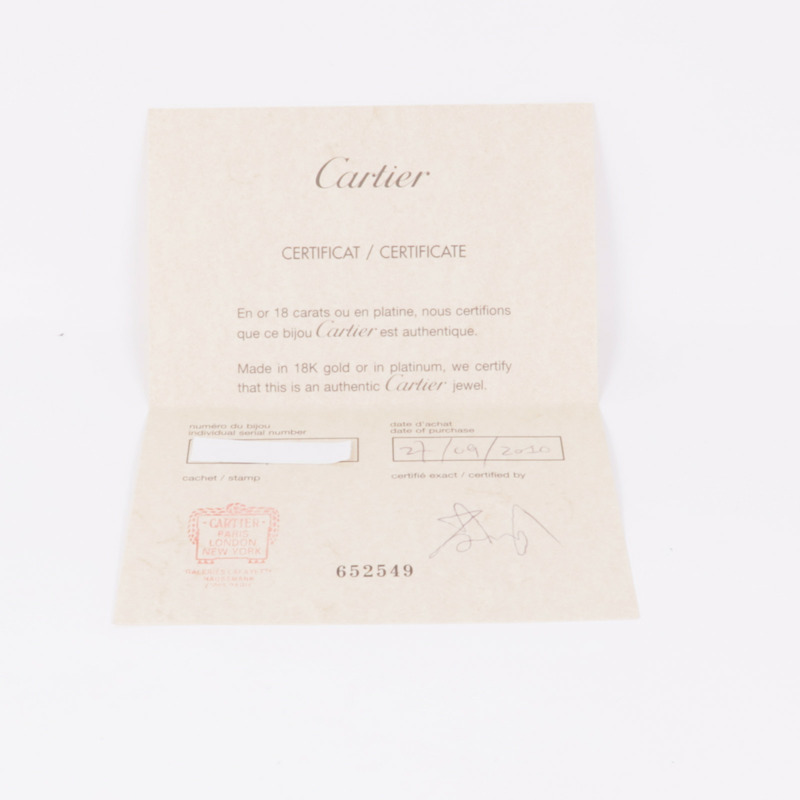 Cartier
CERTIFICAT / CERTIFICATE
En or 18 carats ou en platine, nous certifions
que ce bijou Cartier est authentique.
Made in 18K gold or in platinum, we certify
that this is an authentic Cartier jewel.
numéro du bijou
individual serial number
date d'achat
date of purchase
27/09/2010
cachet / stamp
certifié exact / certified by
CARTIER
PARIS
LONDON
NEW YORK
HAUSSMANN
652549